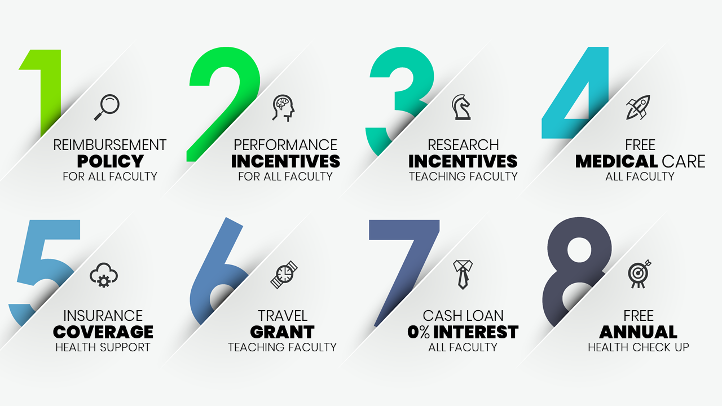 1
REIMBURSEMENT
POLICY
FOR ALL FACULTY
2
PERFORMANCE
INCENTIVES
FOR ALL FACULTY
3
RESEARCH
INCENTIVES
TEACHING FACULTY
4
FREE
MEDICAL CARE
ALL FACULTY
5
INSURANCE
COVERAGE
HEALTH SUPPORT
6
TRAVEL
GRANT
TEACHING FACULTY
7
CASH LOAN
0% INTEREST
ALL FACULTY
8
FREE
ANNUAL
HEALTH CHECK UP